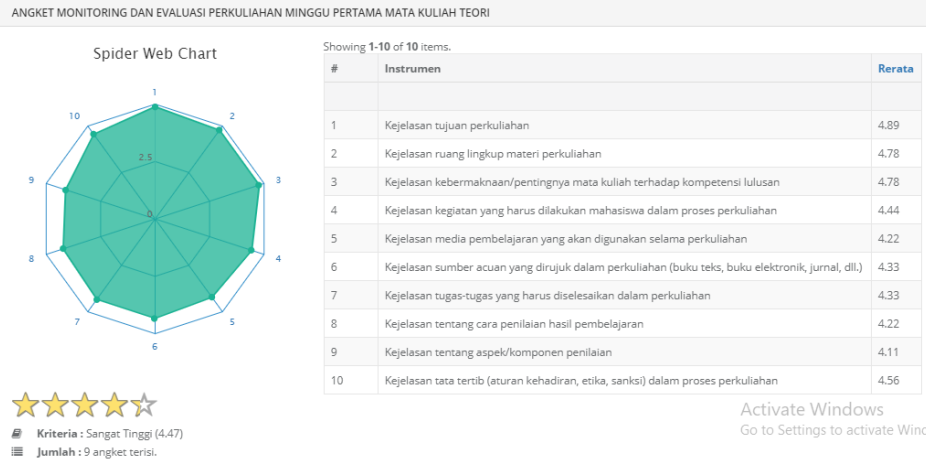 ANGKET MONITORING DAN EVALUASI PERKULIAHAN MINGGU PERTAMA MATA KULIAH TEORI
Spider Web Chart
1
2
3
4
5
6
7
8
9
10
2.5
0
Showing 1-10 of 10 items.
# Instrumen Rerata
1 Kejelasan tujuan perkuliahan 4.89
2 Kejelasan ruang lingkup materi perkuliahan 4.78
3 Kejelasan kebermaknaan/pentingnya mata kuliah terhadap kompetensi lulusan 4.78
4 Kejelasan kegiatan yang harus dilakukan mahasiswa dalam proses perkuliahan 4.44
5 Kejelasan media pembelajaran yang akan digunakan selama perkuliahan 4.22
6 Kejelasan sumber acuan yang dirujuk dalam perkuliahan (buku teks, buku elektronik, jurnal, dll.) 4.33
7 Kejelasan tugas-tugas yang harus diselesaikan dalam perkuliahan 4.33
8 Kejelasan tentang cara penilaian hasil pembelajaran 4.22
9 Kejelasan tentang aspek/komponen penilaian 4.11
10 Kejelasan tata tertib (aturan kehadiran, etika, sanksi) dalam proses perkuliahan 4.56
Kriteria : Sangat Tinggi (4.47)
Jumlah : 9 angket terisi.
Activate Windows
Go to Settings to activate Wind